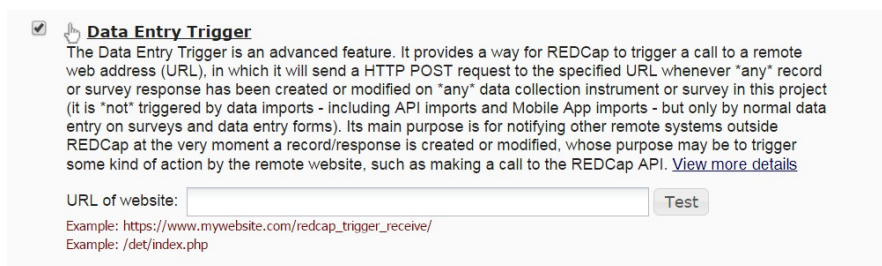 Data Entry Trigger
The Data Entry Trigger is an advanced feature. It provides a way for REDCap to trigger a call to a remote
web address (URL), in which it will send a HTTP POST request to the specified URL whenever *any* record
or survey response has been created or modified on *any* data collection instrument or survey in this project
(it is *not* triggered by data imports - including API imports and Mobile App imports - but only by normal data
entry on surveys and data entry forms). Its main purpose is for notifying other remote systems outside
REDCap at the very moment a record/response is created or modified, whose purpose may be to trigger
some kind of action by the remote website, such as making a call to the REDCap API. View more details
URL of website: Test
Example: https://www.mywebsite.com/redcap_trigger_receive/
Example: /det/index.php